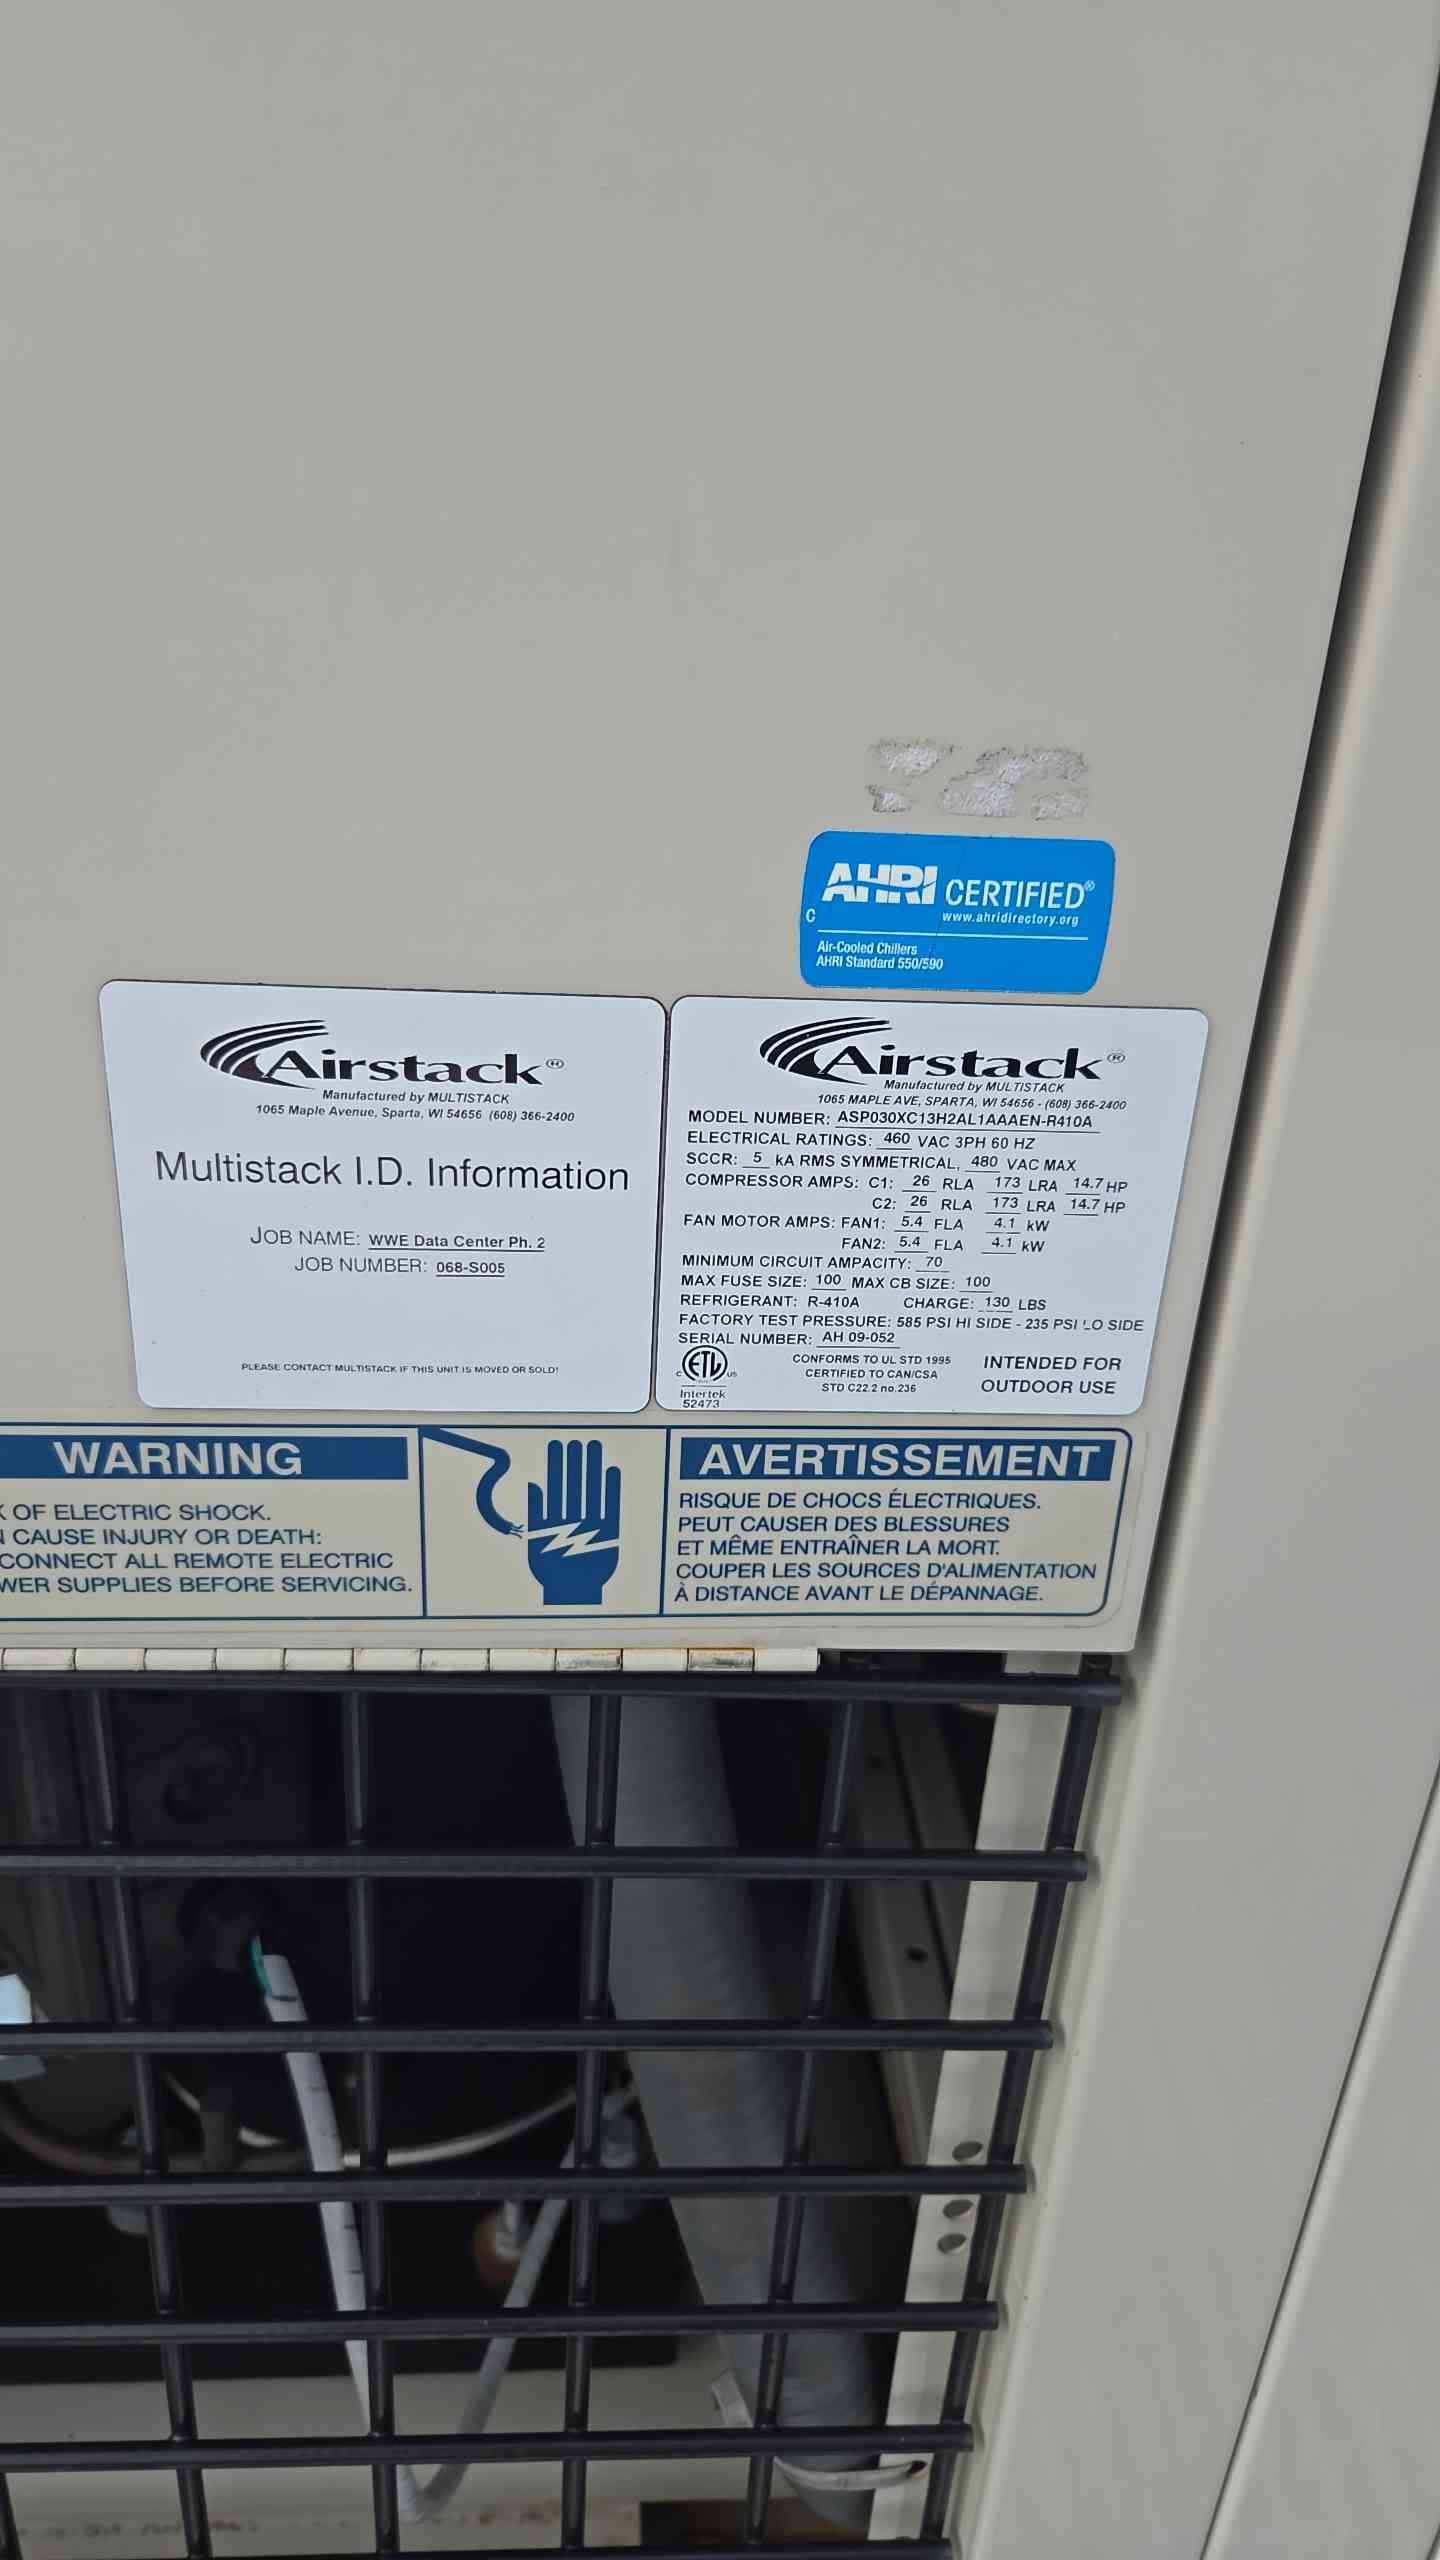 AHRI CERTIFIED®
www.ahridirectory.org
C
Air-Cooled Chillers
AHRI Standard 550/590
Airstack®
Manufactured by MULTISTACK
1065 Maple Avenue, Sparta, WI 54656 (608) 366-2400
Multistack I.D. Information
JOB NAME: WWE Data Center Ph. 2
JOB NUMBER: 068-S005
PLEASE CONTACT MULTISTACK IF THIS UNIT IS MOVED OR SOLD!
Airstack®
Manufactured by MULTISTACK
1065 MAPLE AVE, SPARTA, WI 54656 - (608) 366-2400
MODEL NUMBER: ASP030XC13H2AL1AAAEN-R410A
ELECTRICAL RATINGS: 460 VAC 3PH 60 HZ
SCCR: 5 kA RMS SYMMETRICAL, 480 VAC MAX
COMPRESSOR AMPS: C1: 26 RLA 173 LRA 14.7 HP
C2: 26 RLA 173 LRA 14.7 HP
FAN MOTOR AMPS: FAN1: 5.4 FLA 4.1 kW
FAN2: 5.4 FLA 4.1 kW
MINIMUM CIRCUIT AMPACITY: 70
MAX FUSE SIZE: 100 MAX CB SIZE: 100
REFRIGERANT: R-410A CHARGE: 130 LBS
FACTORY TEST PRESSURE: 585 PSI HI SIDE - 235 PSI LO SIDE
SERIAL NUMBER: AH 09-052
C ETL US
Intertek
52473
CONFORMS TO UL STD 1995
CERTIFIED TO CAN/CSA
STD C22.2 no.236
INTENDED FOR
OUTDOOR USE
WARNING
K OF ELECTRIC SHOCK.
N CAUSE INJURY OR DEATH:
CONNECT ALL REMOTE ELECTRIC
WER SUPPLIES BEFORE SERVICING.
AVERTISSEMENT
RISQUE DE CHOCS ÉLECTRIQUES.
PEUT CAUSER DES BLESSURES
ET MÊME ENTRAÎNER LA MORT.
COUPER LES SOURCES D'ALIMENTATION
À DISTANCE AVANT LE DÉPANNAGE.